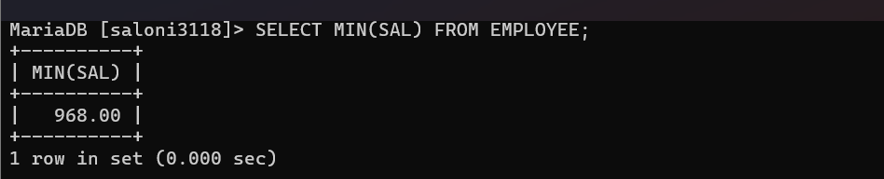 MariaDB [saloni3118]> SELECT MIN(SAL) FROM EMPLOYEE;
+----------+
| MIN(SAL) |
+----------+
|   968.00 |
+----------+
1 row in set (0.000 sec)